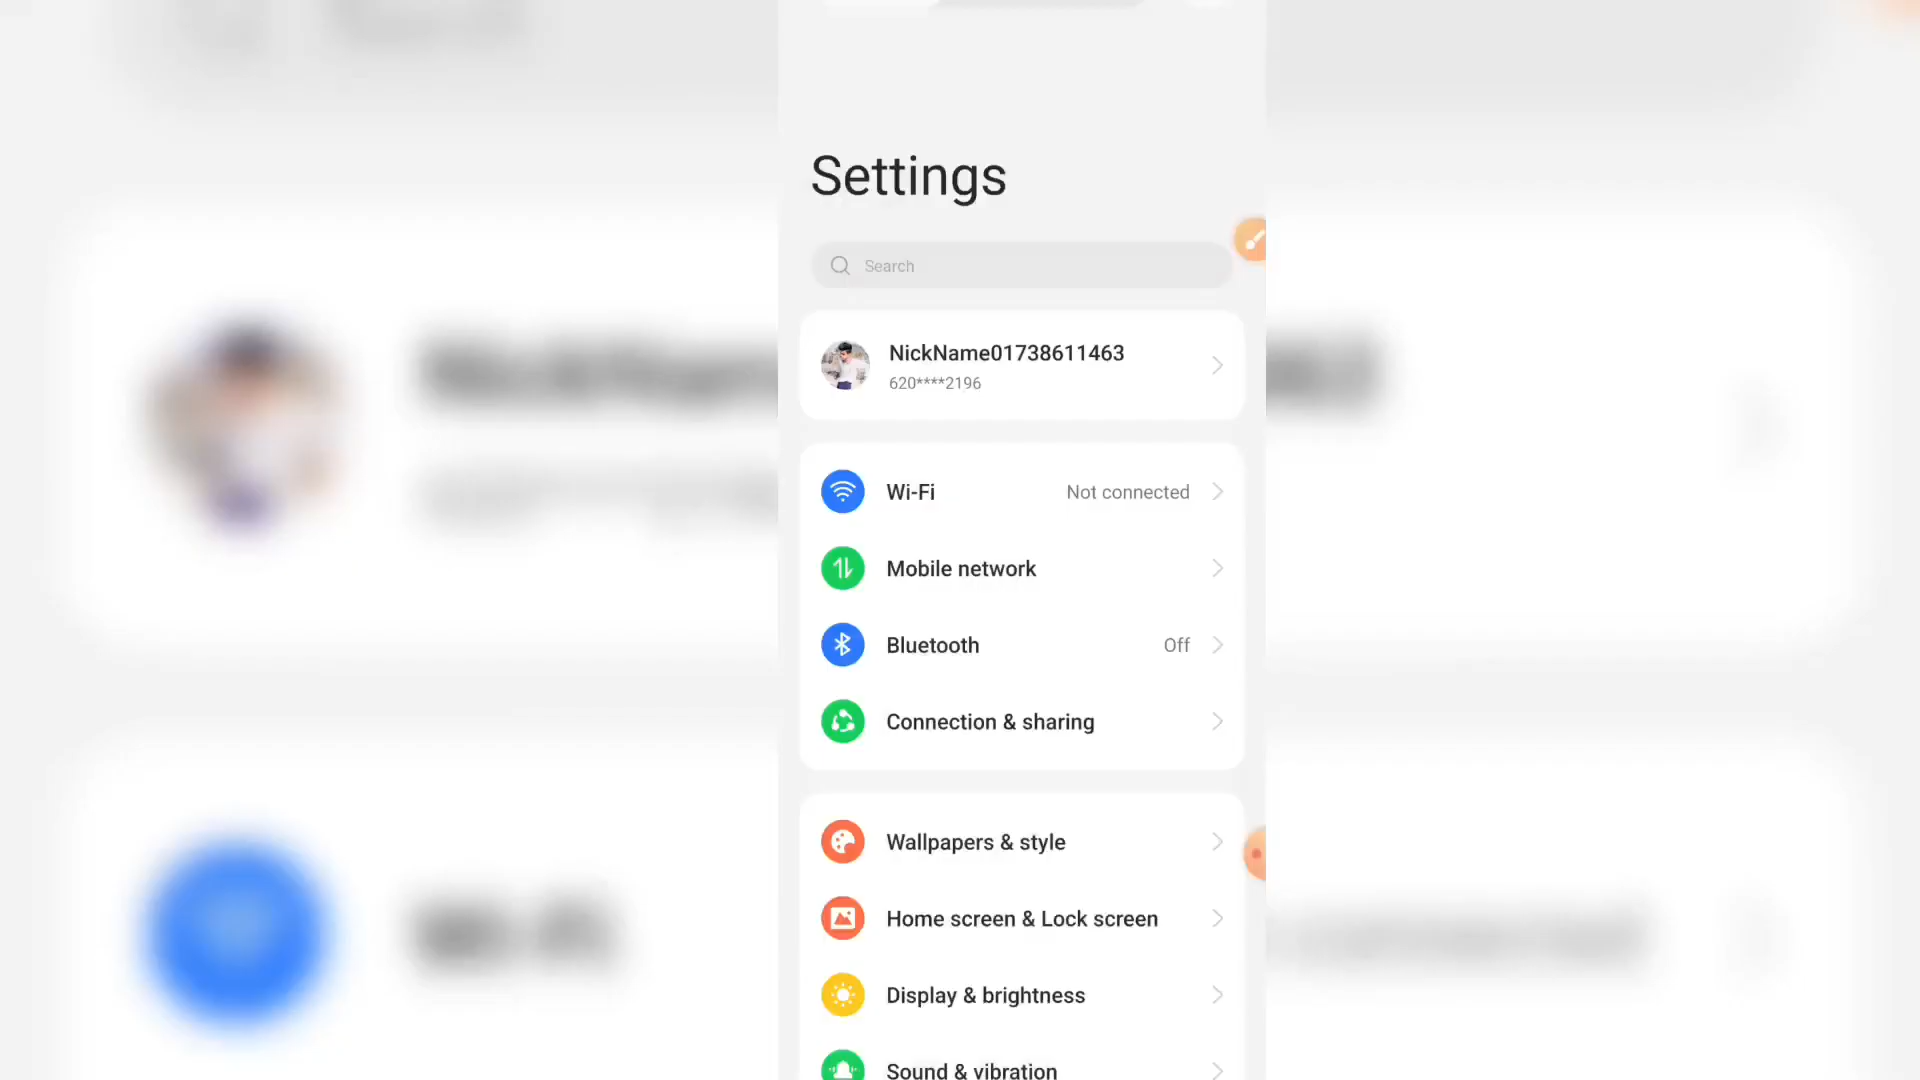 Settings
Search
NickName01738611463
620****2196
Wi-Fi Not connected
Mobile network
Bluetooth Off
Connection & sharing
Wallpapers & style
Home screen & Lock screen
Display & brightness
Sound & vibration